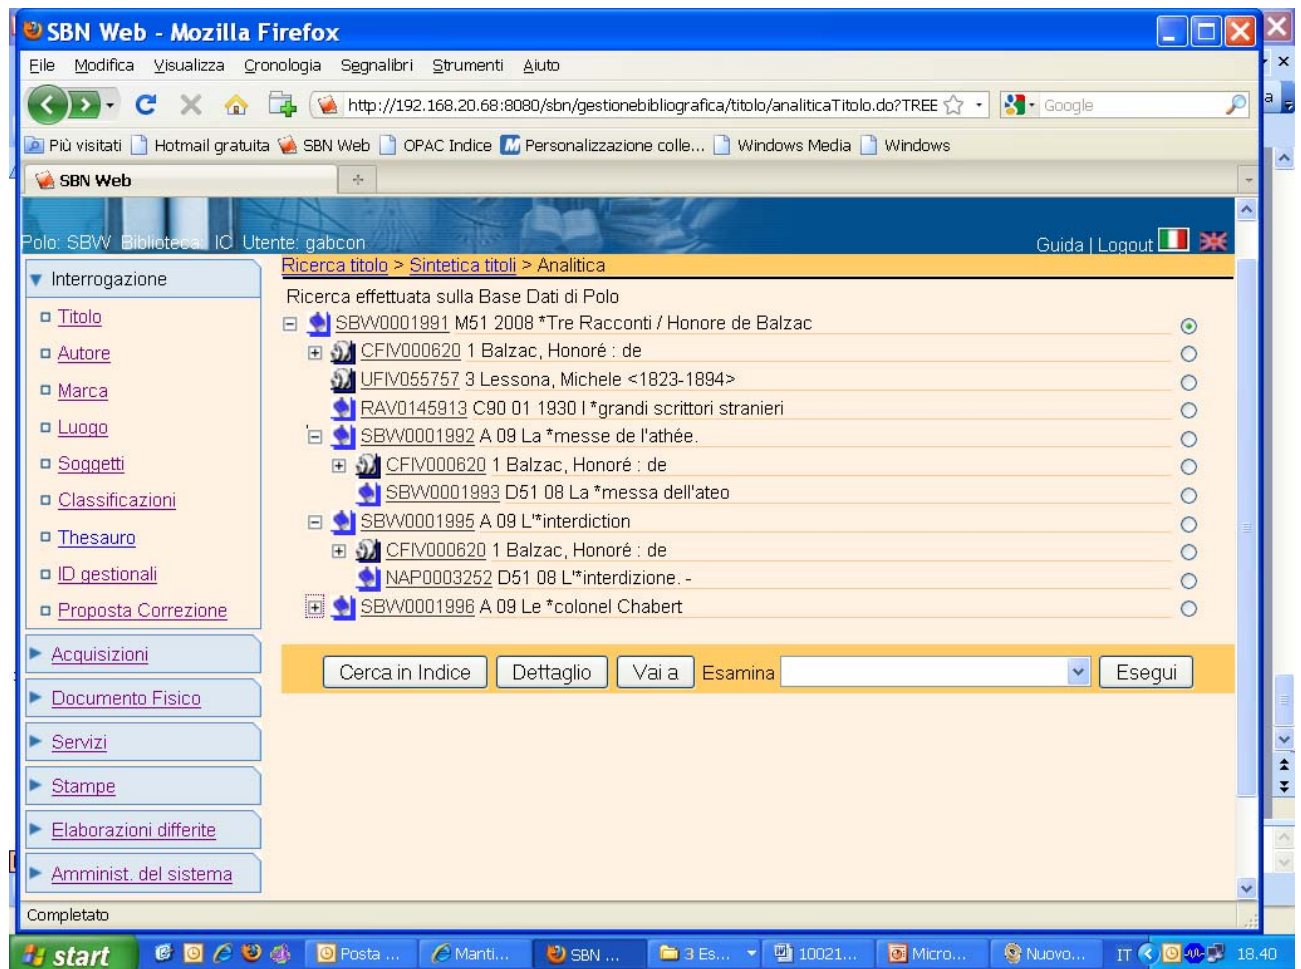 SBN Web - Mozilla Firefox
File Modifica Visualizza Cronologia Segnalibri Strumenti Aiuto
http://192.168.20.68:8080/sbn/gestionebibliografica/titolo/analiticaTitolo.do?TREE Google
Più visitati Hotmail gratuita SBN Web OPAC Indice Personalizzazione colle... Windows Media Windows
SBN Web
Polo: SBW Biblioteca: IC Utente: gabcon
Guida | Logout
Ricerca titolo > Sintetica titoli > Analitica
Interrogazione
Titolo
Autore
Marca
Luogo
Soggetti
Classificazioni
Thesauro
ID gestionali
Proposta Correzione
Acquisizioni
Documento Fisico
Servizi
Stampe
Elaborazioni differite
Amminist. del sistema
Ricerca effettuata sulla Base Dati di Polo
SBW0001991 M51 2008 *Tre Racconti / Honore de Balzac
CFIV000620 1 Balzac, Honoré : de
UFIV055757 3 Lessona, Michele <1823-1894>
RAV0145913 C90 01 1930 I *grandi scrittori stranieri
SBW0001992 A 09 La *messe de l'athée.
CFIV000620 1 Balzac, Honoré : de
SBW0001993 D51 08 La *messa dell'ateo
SBW0001995 A 09 L'*interdiction
CFIV000620 1 Balzac, Honoré : de
NAP0003252 D51 08 L'*interdizione. -
SBW0001996 A 09 Le *colonel Chabert
Cerca in Indice Dettaglio Vai a Esamina Esegui
Completato
start Posta ... Manti... SBN ... 3 Es... 10021... Micro... Nuovo... IT 18.40